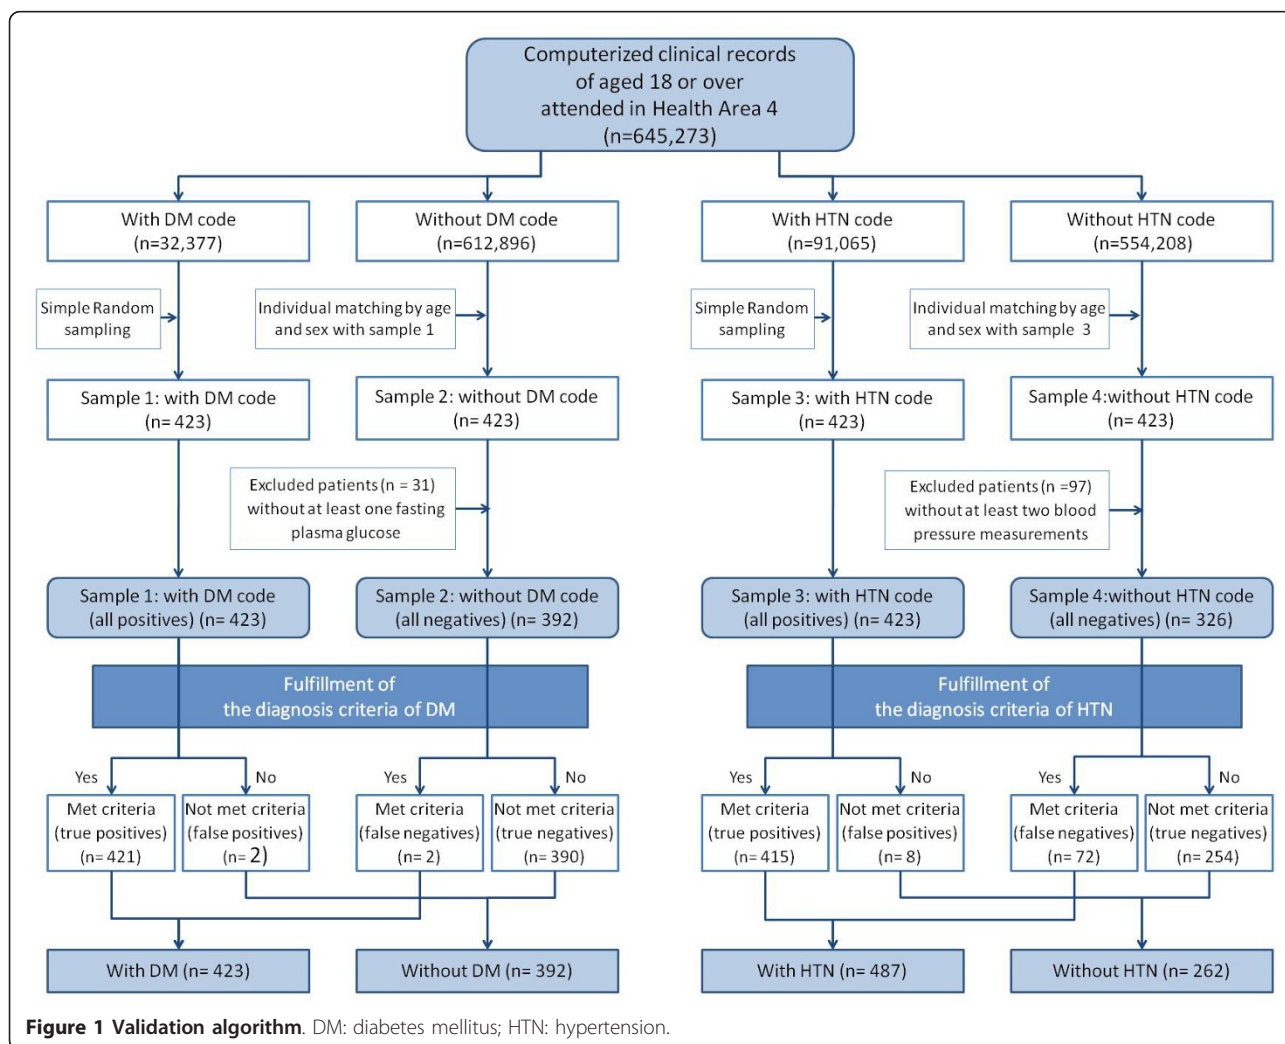 Computerized clinical records
of aged 18 or over
attended in Health Area 4
(n=645,273)
With DM code
(n=32,377)
Without DM code
(n=612,896)
With HTN code
(n=91,065)
Without HTN code
(n=554,208)
Simple Random
sampling
Individual matching by age
and sex with sample 1
Simple Random
sampling
Individual matching by age
and sex with sample 3
Sample 1: with DM code
(n= 423)
Sample 2: without DM code
(n= 423)
Sample 3: with HTN code
(n= 423)
Sample 4:without HTN code
(n= 423)
Excluded patients (n = 31)
without at least one fasting
plasma glucose
Excluded patients (n =97)
without at least two blood
pressure measurements
Sample 1: with DM code
(all positives) (n= 423)
Sample 2: without DM code
(all negatives) (n= 392)
Sample 3: with HTN code
(all positives) (n= 423)
Sample 4:without HTN code
(all negatives) (n= 326)
Fulfillment of
the diagnosis criteria of DM
Fulfillment of
the diagnosis criteria of HTN
Yes
No
Yes
No
Yes
No
Yes
No
Met criteria
(true positives)
(n= 421)
Not met criteria
(false positives)
(n= 2)
Met criteria
(false negatives)
(n= 2)
Not met criteria
(true negatives)
(n= 390)
Met criteria
(true positives)
(n= 415)
Not met criteria
(false positives)
(n= 8)
Met criteria
(false negatives)
(n= 72)
Not met criteria
(true negatives)
(n= 254)
With DM (n= 423)
Without DM (n= 392)
With HTN (n= 487)
Without HTN (n= 262)
Figure 1 Validation algorithm. DM: diabetes mellitus; HTN: hypertension.